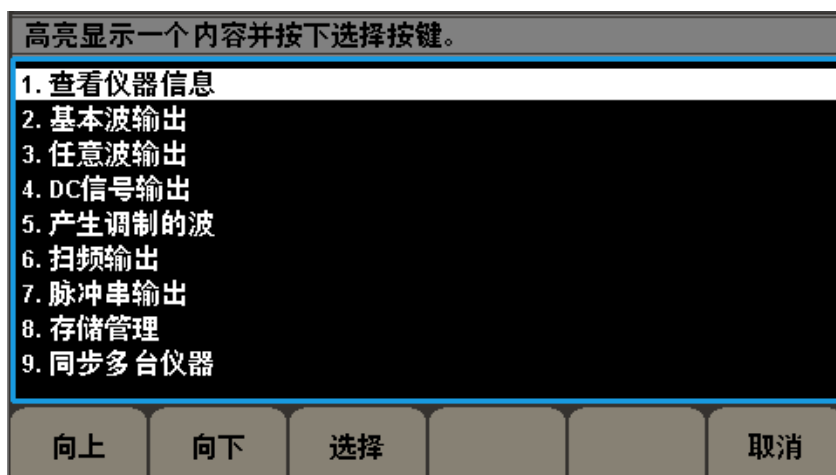 高亮显示一个内容并按下选择按键。
1. 查看仪器信息
2. 基本波输出
3. 任意波输出
4. DC信号输出
5. 产生调制的波
6. 扫频输出
7. 脉冲串输出
8. 存储管理
9. 同步多台仪器
向上 向下 选择 取消